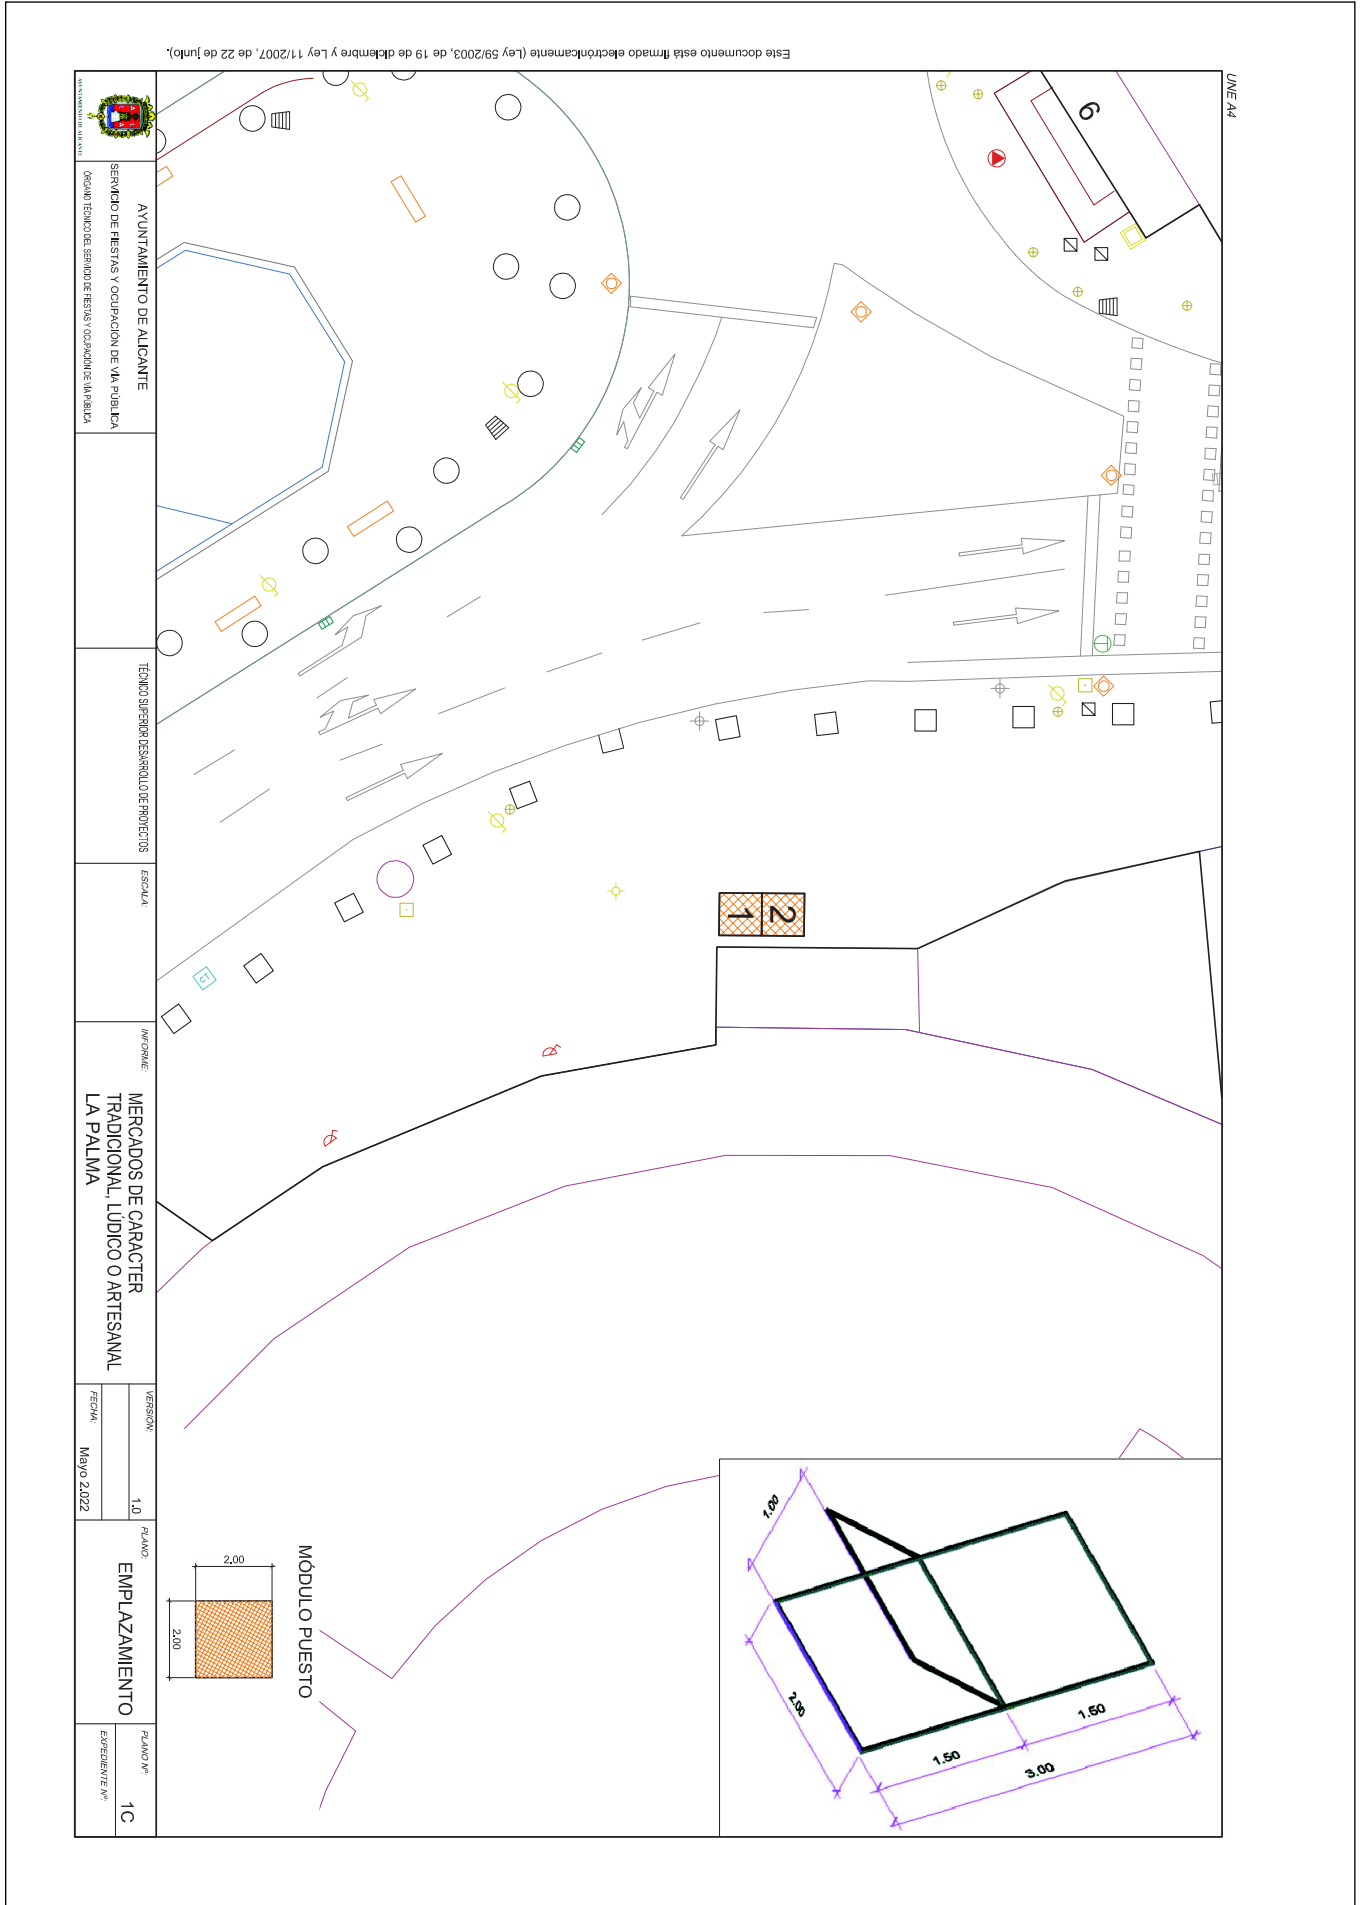 Este documento está firmado electrónicamente (Ley 59/2003, de 19 de diciembre y Ley 11/2007, de 22 de junio).
UNE A4
6
2
1
AYUNTAMIENTO DE ALICANTE
AYUNTAMIENTO DE ALICANTE
SERVICIO DE FIESTAS Y OCUPACIÓN DE VÍA PÚBLICA
ÓRGANO TÉCNICO DEL SERVICIO DE FIESTAS Y OCUPACIÓN DE VÍA PÚBLICA
TÉCNICO SUPERIOR DESARROLLO DE PROYECTOS
ESCALA:
INFORME:
MERCADOS DE CARACTER
TRADICIONAL, LÚDICO O ARTESANAL
LA PALMA
VERSIÓN:
1.0
FECHA:
Mayo 2.022
PLANO:
EMPLAZAMIENTO
PLANO Nº:
1C
EXPEDIENTE Nº:
MÓDULO PUESTO
2.00
2.00
1.00
2.00
1.50
1.50
3.00